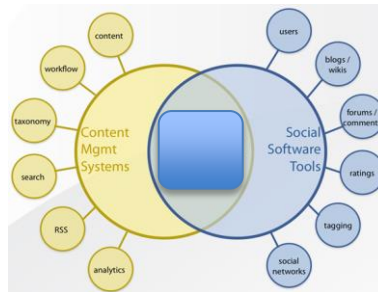 content
workflow
taxonomy
search
RSS
analytics
Content
Mgmt
Systems
Social
Software
Tools
users
blogs /
wikis
forums /
comment
ratings
tagging
social
networks